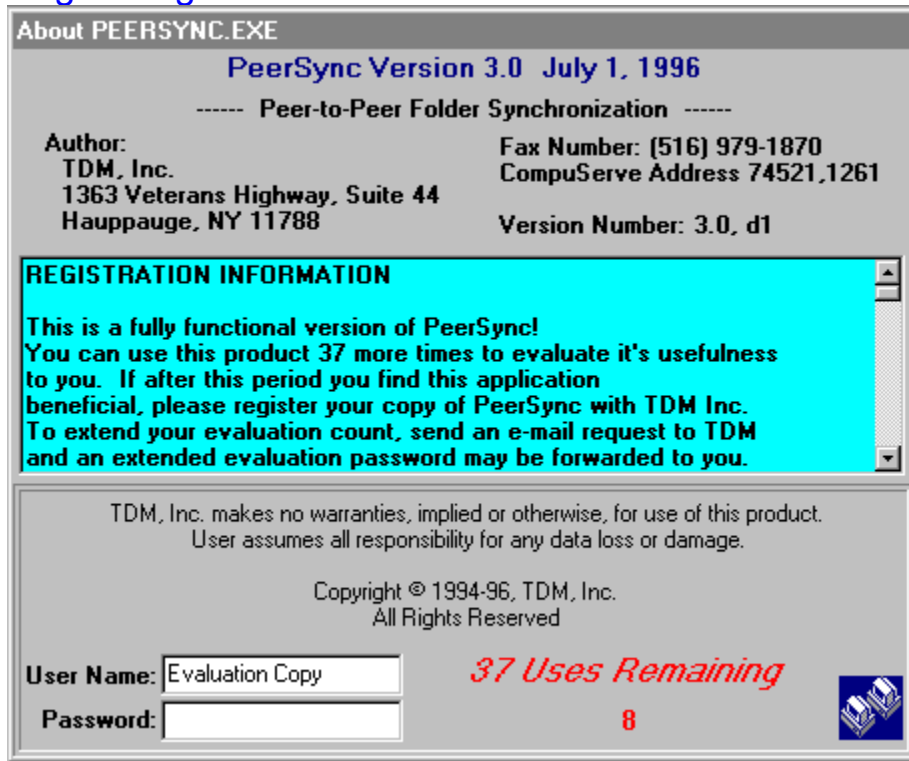 About PEERSYNC.EXE
PeerSync Version 3.0 July 1, 1996
------ Peer-to-Peer Folder Synchronization ------
Author:
TDM, Inc.
1363 Veterans Highway, Suite 44
Hauppauge, NY 11788
Fax Number: (516) 979-1870
CompuServe Address 74521,1261
Version Number: 3.0, d1
REGISTRATION INFORMATION
This is a fully functional version of PeerSync!
You can use this product 37 more times to evaluate it's usefulness
to you. If after this period you find this application
beneficial, please register your copy of PeerSync with TDM Inc.
To extend your evaluation count, send an e-mail request to TDM
and an extended evaluation password may be forwarded to you.
TDM, Inc. makes no warranties, implied or otherwise, for use of this product.
User assumes all responsibility for any data loss or damage.
Copyright © 1994-96, TDM, Inc.
All Rights Reserved
User Name: Evaluation Copy
Password:
37 Uses Remaining
8